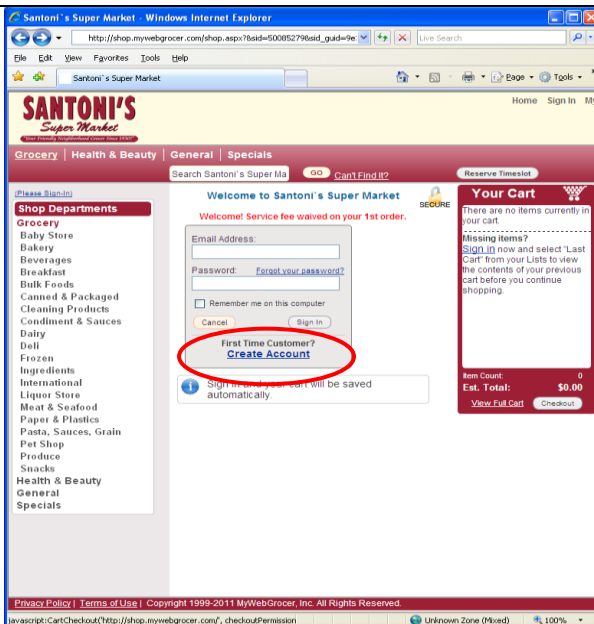 Santoni`s Super Market - Windows Internet Explorer
http://shop.mywebgrocer.com/shop.aspx?&sid=50085279&sid_guid=9e
Live Search
File Edit View Favorites Tools Help
Santoni`s Super Market
Page Tools
SANTONI'S
Super Market
"Your Friendly Neighborhood Grocer Since 1930"
Home Sign In My
Grocery | Health & Beauty | General | Specials
Search Santoni`s Super Ma GO Can't Find It?
Reserve Timeslot
(Please Sign-In)
Shop Departments
Grocery
Baby Store
Bakery
Beverages
Breakfast
Bulk Foods
Canned & Packaged
Cleaning Products
Condiment & Sauces
Dairy
Deli
Frozen
Ingredients
International
Liquor Store
Meat & Seafood
Paper & Plastics
Pasta, Sauces, Grain
Pet Shop
Produce
Snacks
Health & Beauty
General
Specials
Welcome to Santoni`s Super Market
SECURE
Welcome! Service fee waived on your 1st order.
Email Address:
Password: Forgot your password?
Remember me on this computer
Cancel Sign In
First Time Customer?
Create Account
Sign in and your cart will be saved
automatically.
Your Cart
There are no items currently in
your cart.
Missing items?
Sign in now and select "Last
Cart" from your Lists to view
the contents of your previous
cart before you continue
shopping.
Item Count: 0
Est. Total: $0.00
View Full Cart Checkout
Privacy Policy | Terms of Use | Copyright 1999-2011 MyWebGrocer, Inc. All Rights Reserved.
javascript:CartCheckout('http://shop.mywebgrocer.com/', checkoutPermission
Unknown Zone (Mixed) 100%